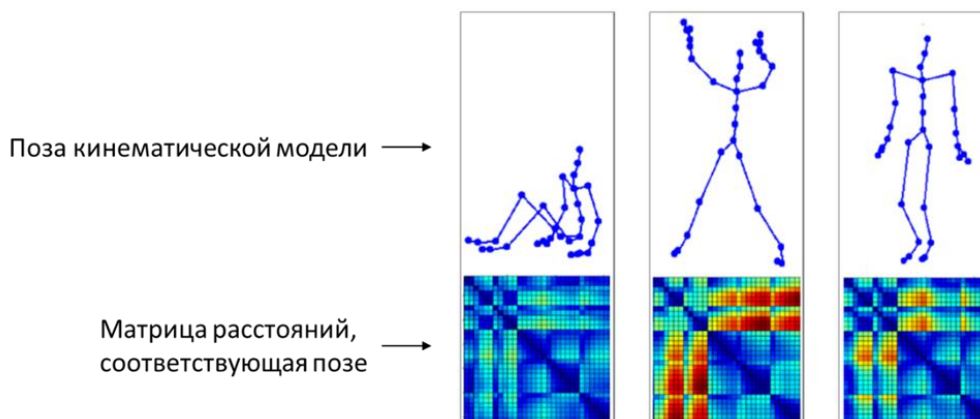 Поза кинематической модели
Матрица расстояний,
соответствующая позе